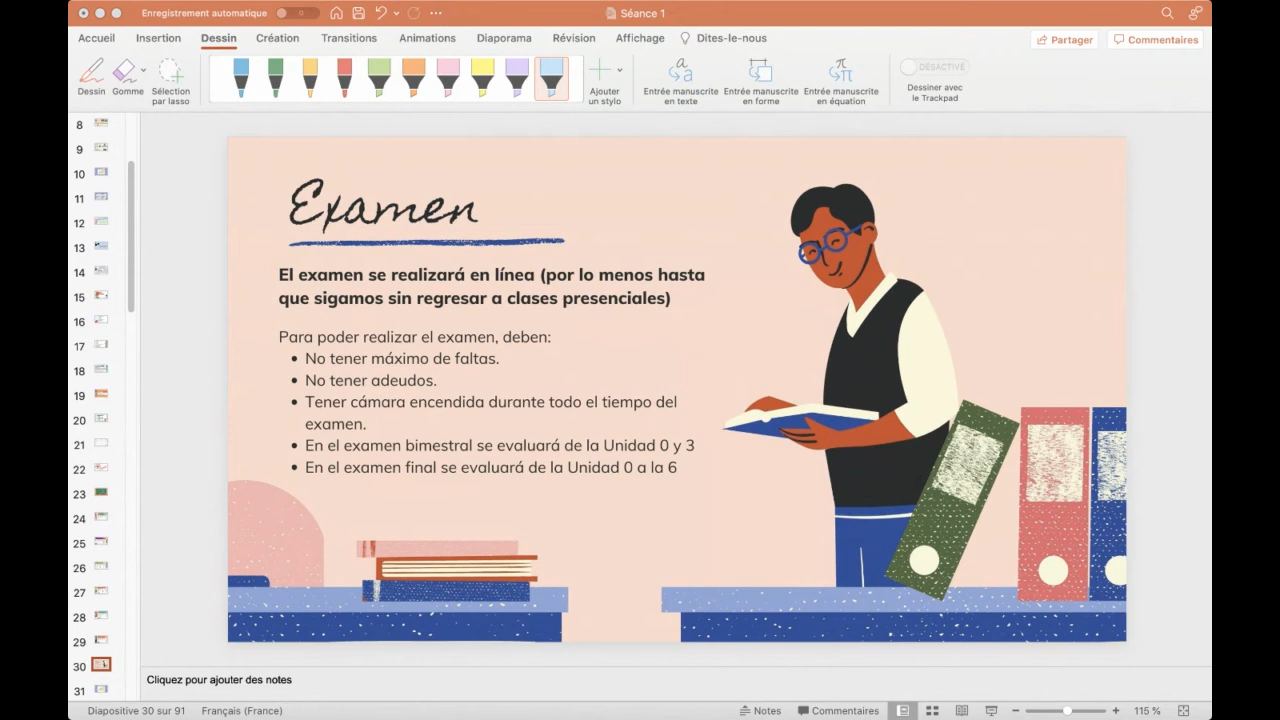 Enregistrement automatique
Séance 1
Accueil Insertion Dessin Création Transitions Animations Diaporama Révision Affichage Dites-le-nous
Partager Commentaires
Dessin
Gomme
Sélection
par lasso
Ajouter
un stylo
Entrée manuscrite
en texte
Entrée manuscrite
en forme
Entrée manuscrite
en équation
DÉSACTIVÉ
Dessiner avec
le Trackpad
8
9
10
11
12
13
14
15
16
17
18
19
20
21
22
23
24
25
26
27
28
29
30
31
Examen
El examen se realizará en línea (por lo menos hasta
que sigamos sin regresar a clases presenciales)
Para poder realizar el examen, deben:
• No tener máximo de faltas.
• No tener adeudos.
• Tener cámara encendida durante todo el tiempo del
examen.
• En el examen bimestral se evaluará de la Unidad 0 y 3
• En el examen final se evaluará de la Unidad 0 a la 6
Cliquez pour ajouter des notes
Diapositive 30 sur 91 Français (France) Notes Commentaires 115 %